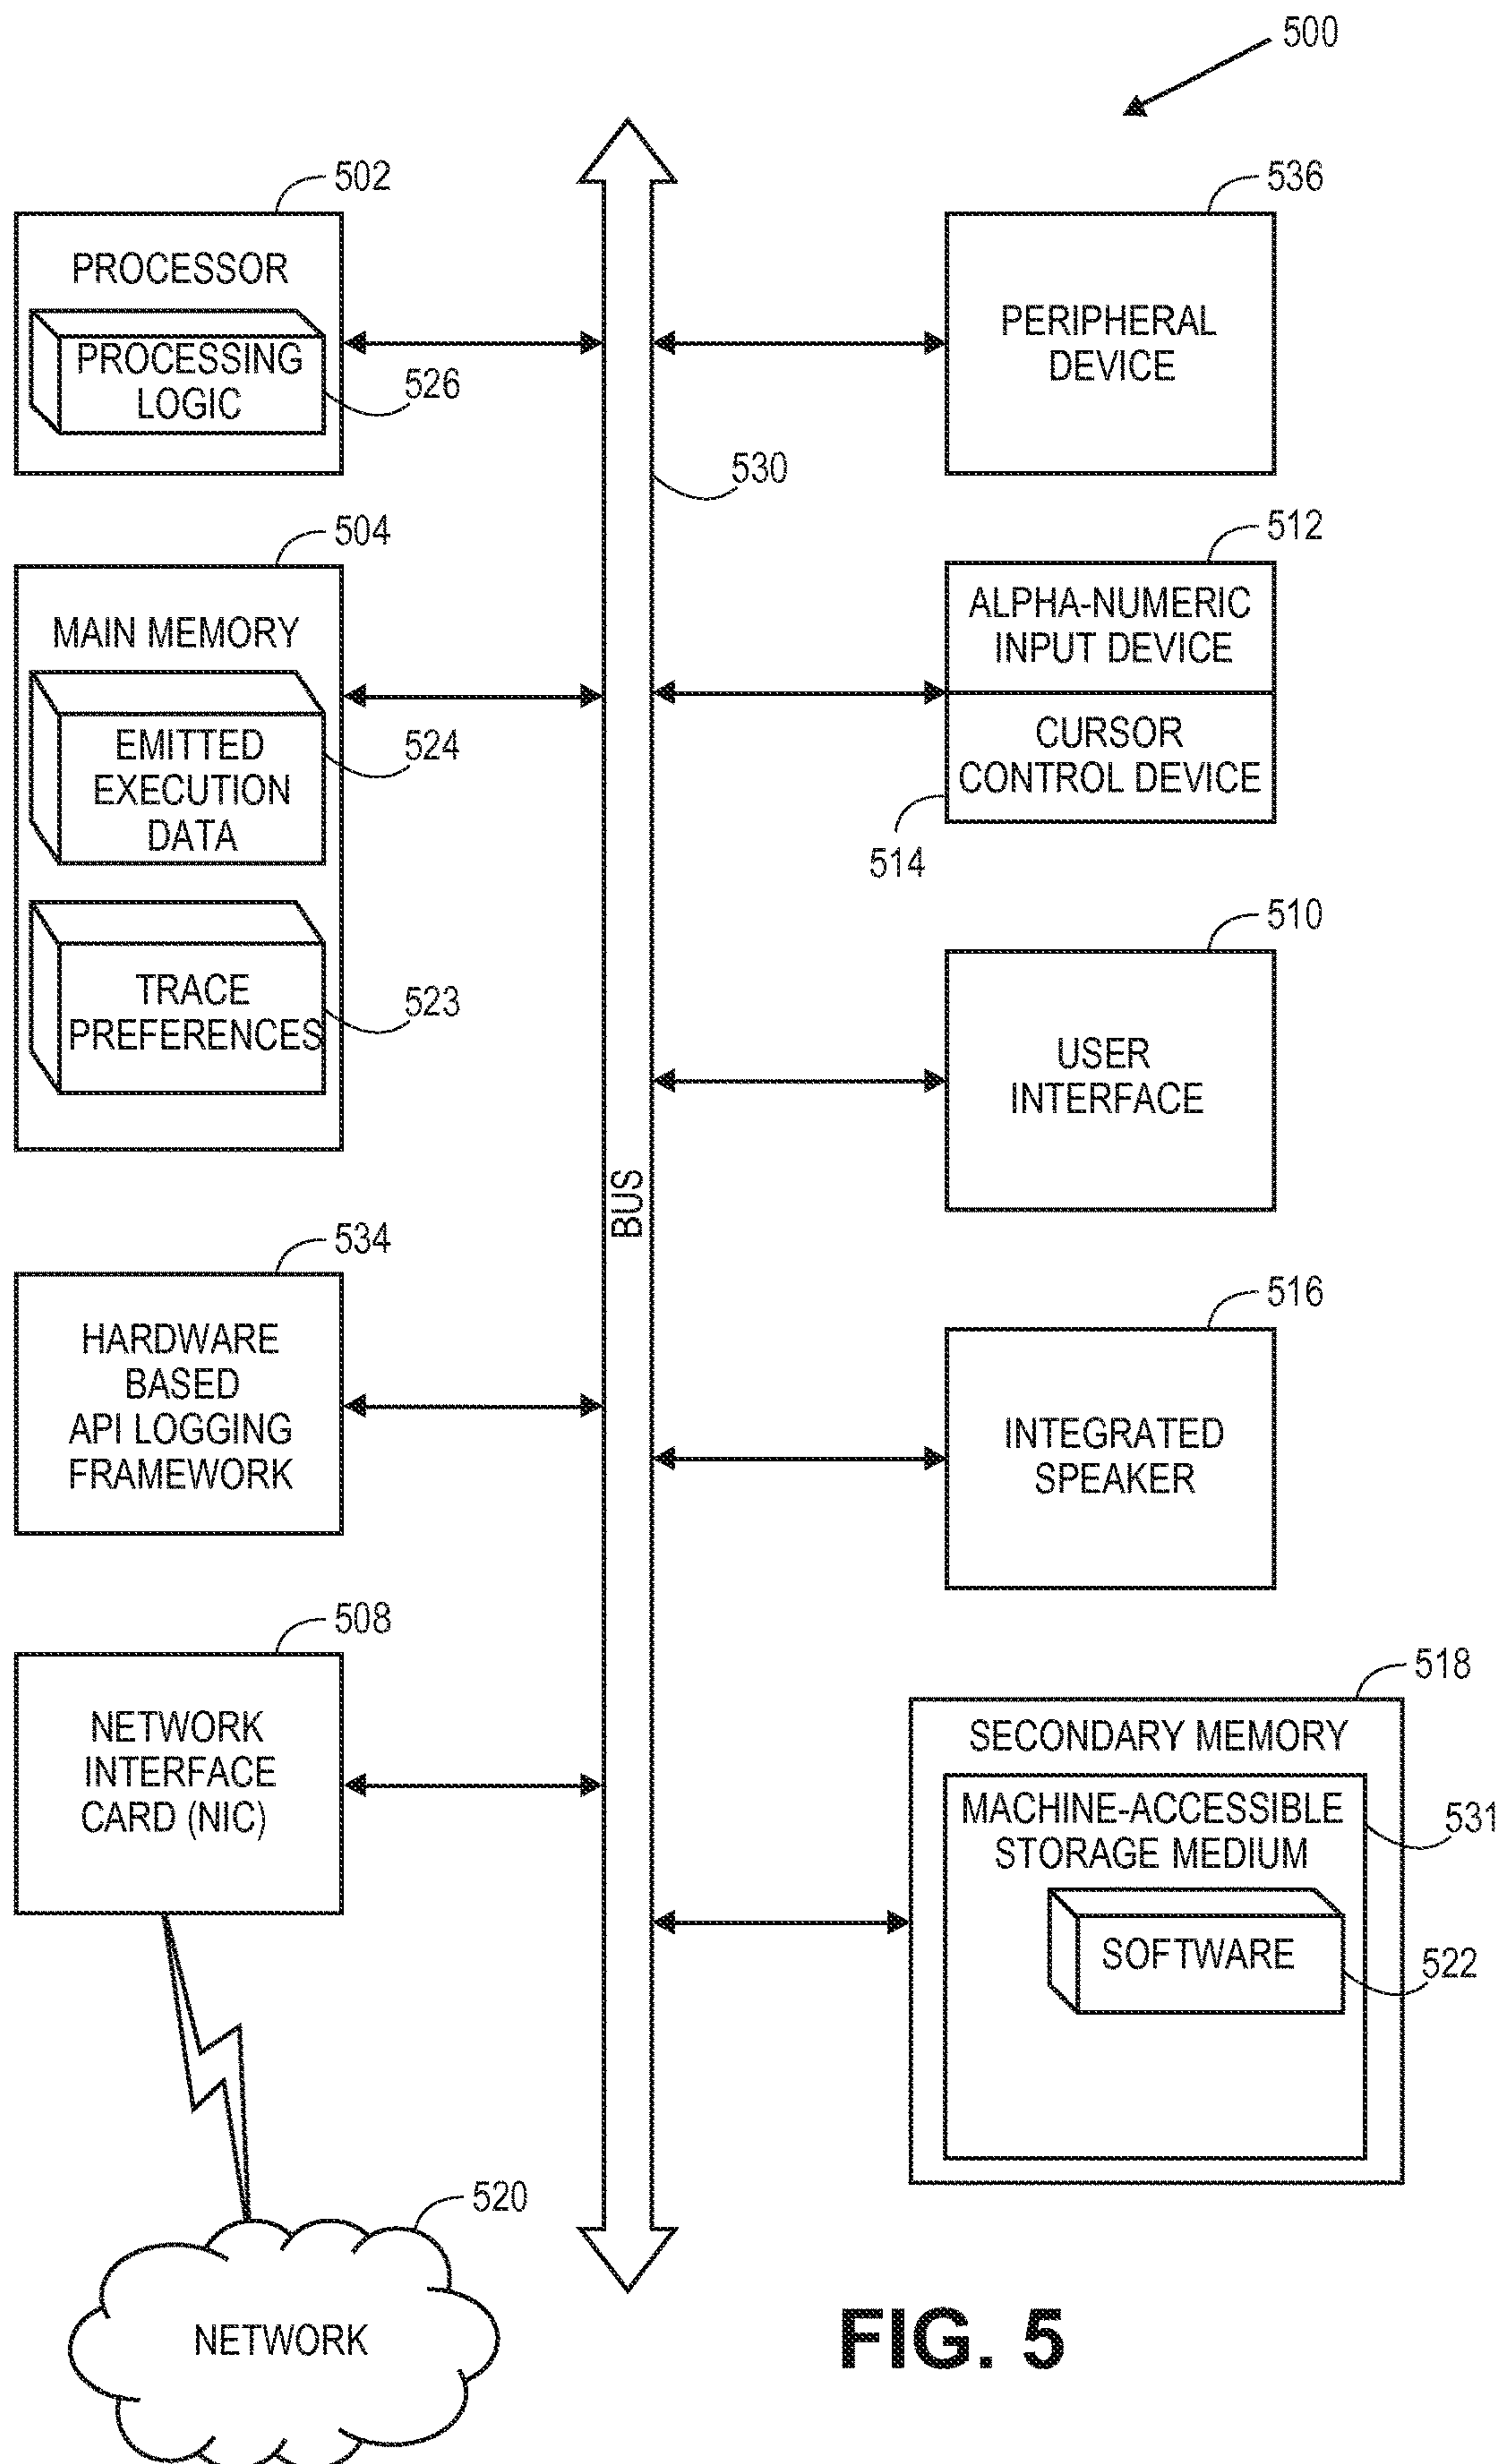 500
502
PROCESSOR
PROCESSING
LOGIC
526
536
PERIPHERAL
DEVICE
530
504
MAIN MEMORY
EMITTED
EXECUTION
DATA
524
TRACE
PREFERENCES
523
512
ALPHA-NUMERIC
INPUT DEVICE
CURSOR
CONTROL DEVICE
514
510
USER
INTERFACE
BUS
534
HARDWARE
BASED
API LOGGING
FRAMEWORK
516
INTEGRATED
SPEAKER
508
NETWORK
INTERFACE
CARD (NIC)
518
SECONDARY MEMORY
MACHINE-ACCESSIBLE
STORAGE MEDIUM
531
SOFTWARE
522
520
NETWORK
FIG. 5